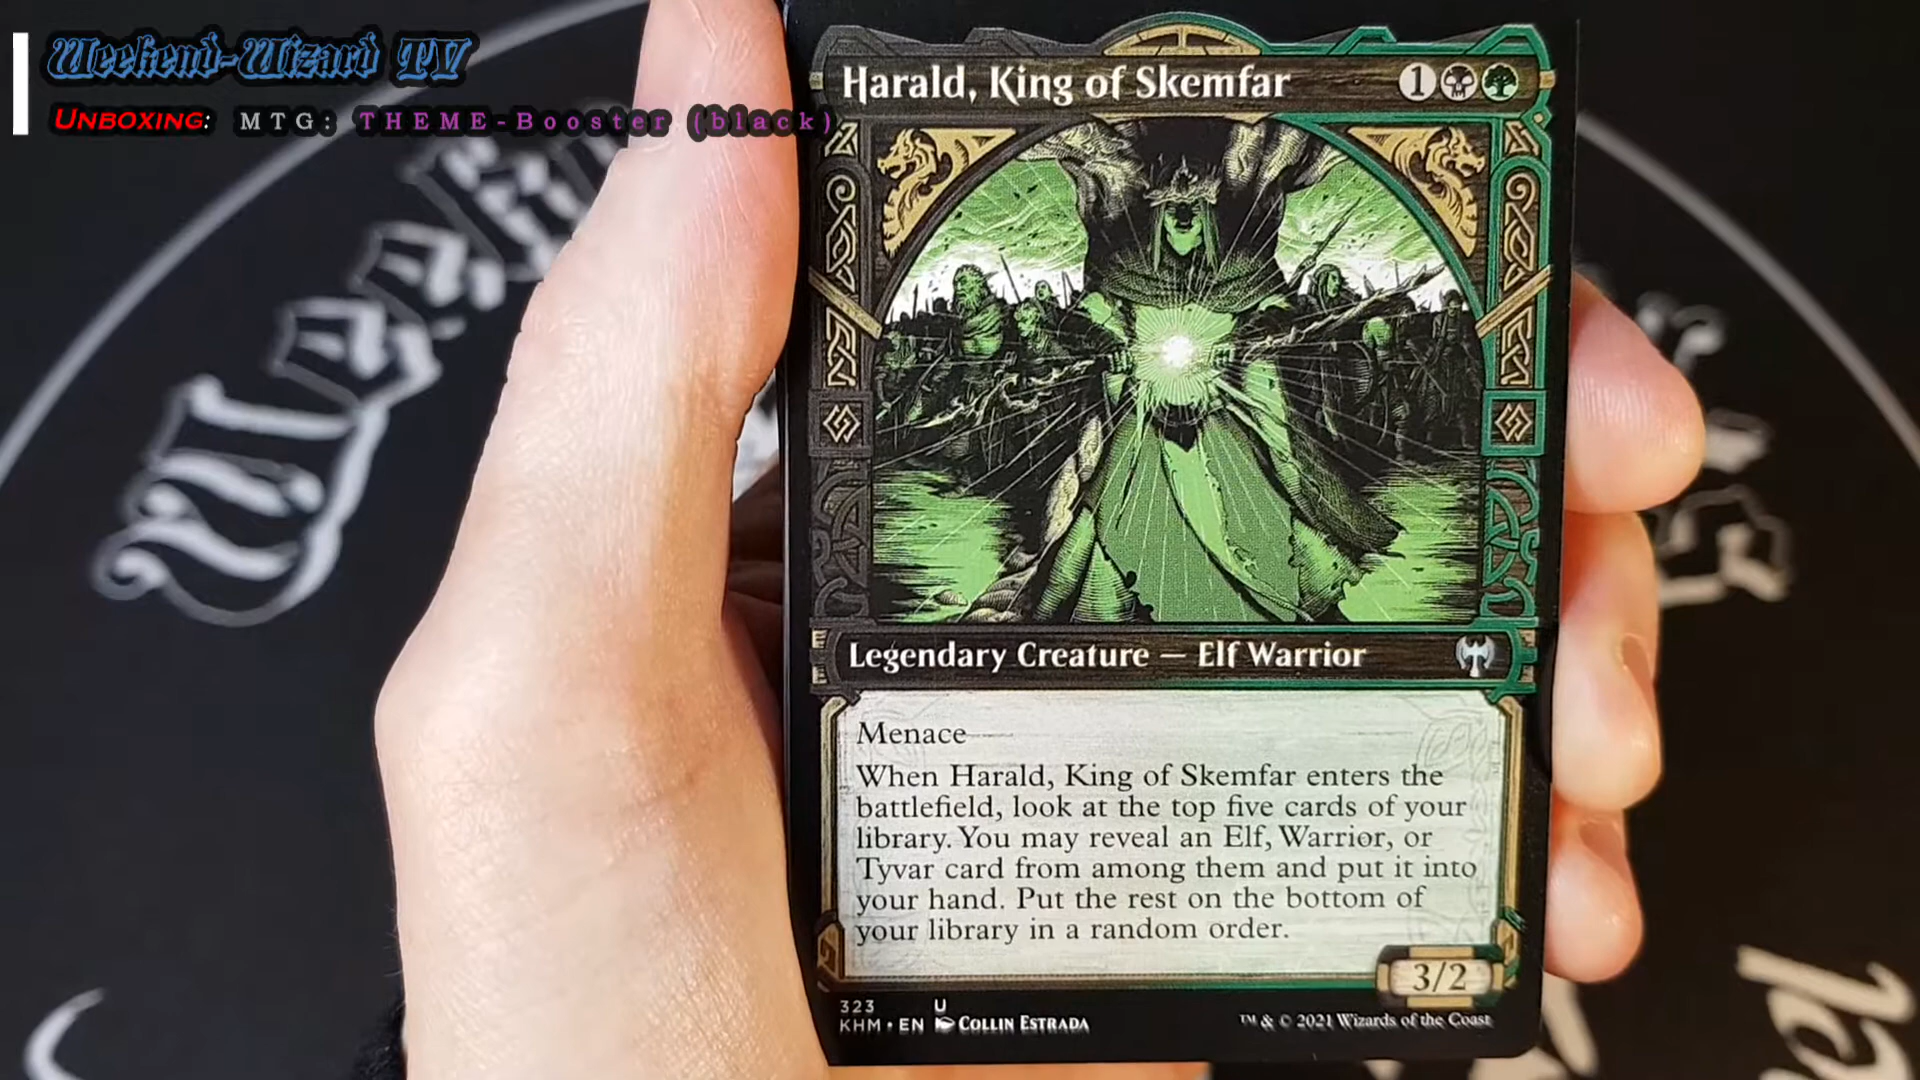 Weekend-Wizard TV
UNBOXING: MTG: THEME-Booster (black)
Harald, King of Skemfar 1
Legendary Creature — Elf Warrior
Menace
When Harald, King of Skemfar enters the
battlefield, look at the top five cards of your
library. You may reveal an Elf, Warrior, or
Tyvar card from among them and put it into
your hand. Put the rest on the bottom of
your library in a random order.
3/2
323 U
KHM • EN COLLIN ESTRADA
™ & © 2021 Wizards of the Coast